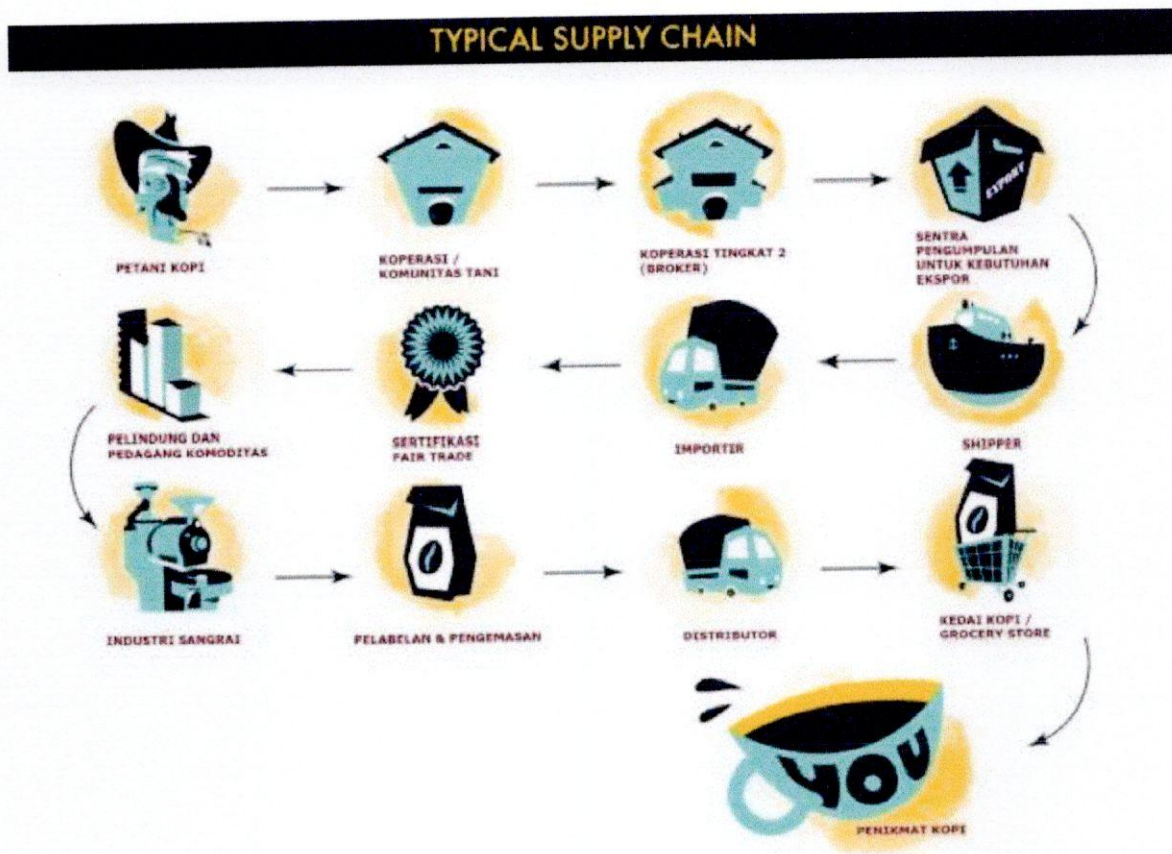 TYPICAL SUPPLY CHAIN
PETANI KOPI
KOPERASI /
KOMUNITAS TANI
KOPERASI TINGKAT 2
(BROKER)
EXPORT
SENTRA
PENGUMPULAN
UNTUK KEBUTUHAN
EKSPOR
SHIPPER
IMPORTIR
SERTIFIKASI
FAIR TRADE
PELINDUNG DAN
PEDAGANG KOMODITAS
INDUSTRI SANGRAI
PELABELAN & PENGEMASAN
DISTRIBUTOR
KEDAI KOPI /
GROCERY STORE
YOU
PENIKMAT KOPI